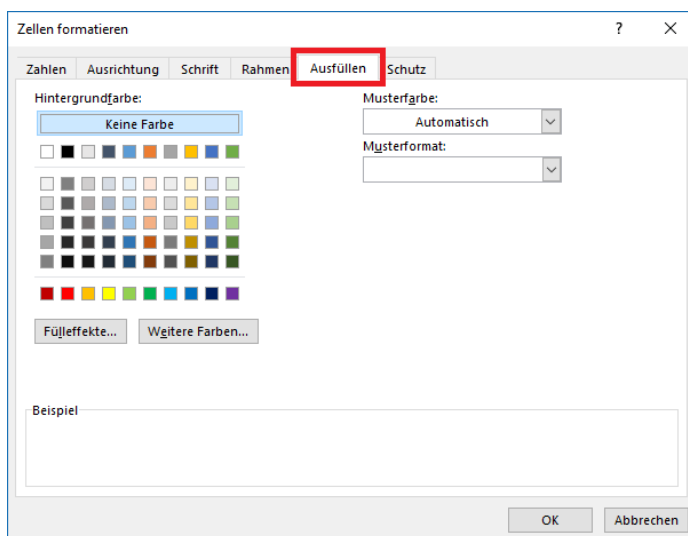 Zellen formatieren
?
Zahlen Ausrichtung Schrift Rahmen Ausfüllen Schutz
Hintergrundfarbe:
Keine Farbe
Musterfarbe:
Automatisch
Musterformat:
Fülleffekte...
Weitere Farben...
Beispiel
OK
Abbrechen